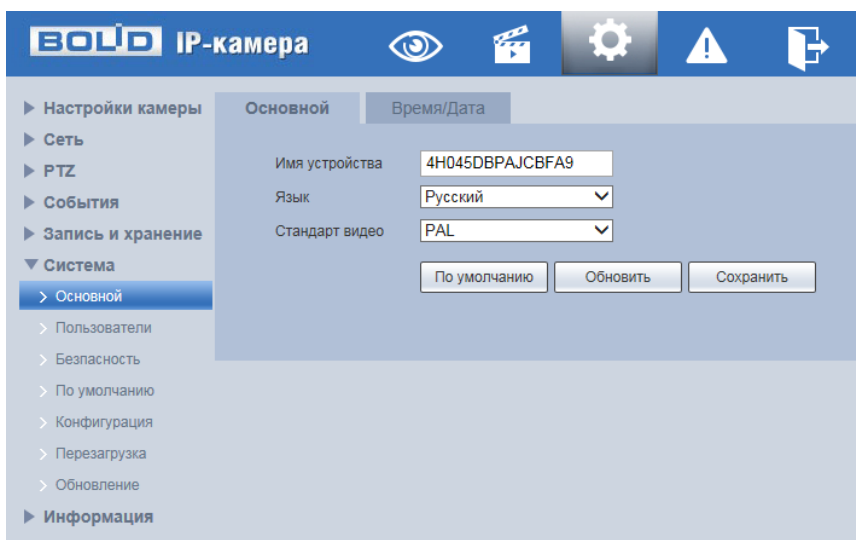 BOLID IP-камера
Настройки камеры
Сеть
PTZ
События
Запись и хранение
Система
Основной
Пользователи
Безпасность
По умолчанию
Конфигурация
Перезагрузка
Обновление
Информация
Основной Время/Дата
Имя устройства 4H045DBPAJCBFA9
Язык Русский
Стандарт видео PAL
По умолчанию Обновить Сохранить